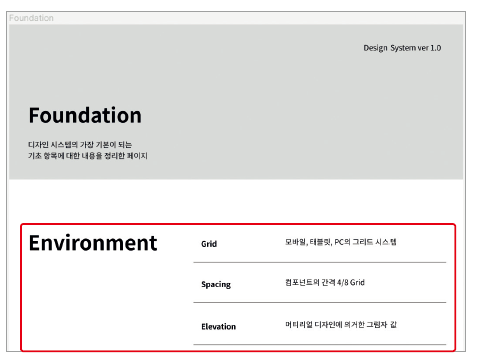 Foundation
Design System ver 1.0
Foundation
디자인 시스템의 가장 기본이 되는
기초 항목에 대한 내용을 정리한 페이지
Environment
Grid
모바일, 태블릿, PC의 그리드 시스템
Spacing
컴포넌트의 간격 4/8 Grid
Elevation
머티리얼 디자인에 의거한 그림자 값